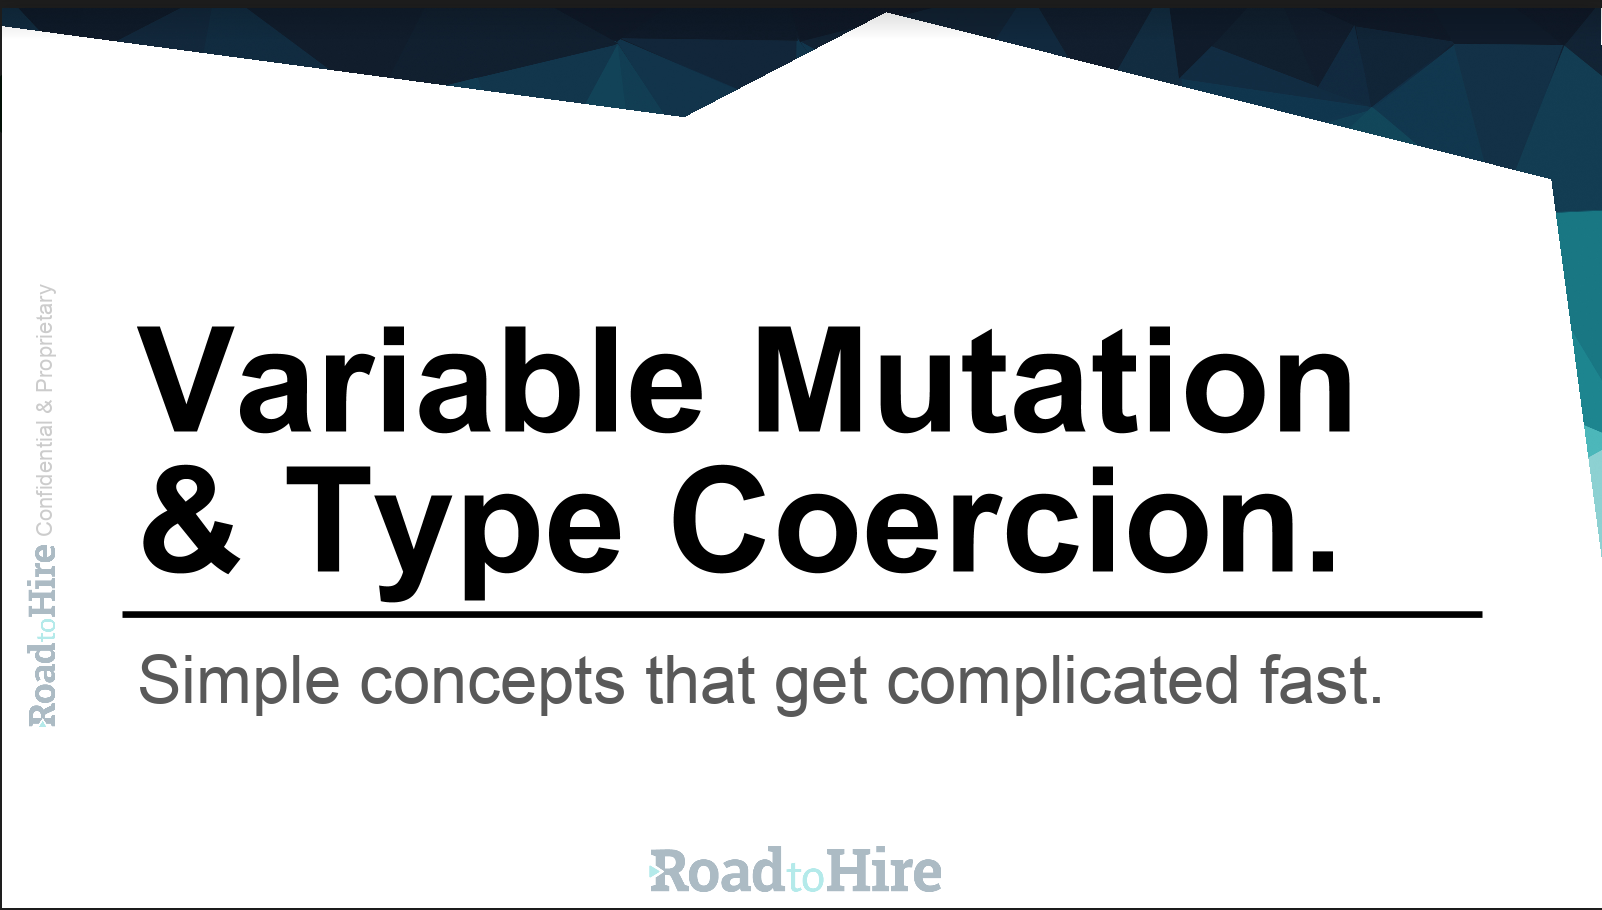 Variable Mutation
& Type Coercion.
Simple concepts that get complicated fast.
RoadtoHire Confidential & Proprietary
RoadtoHire